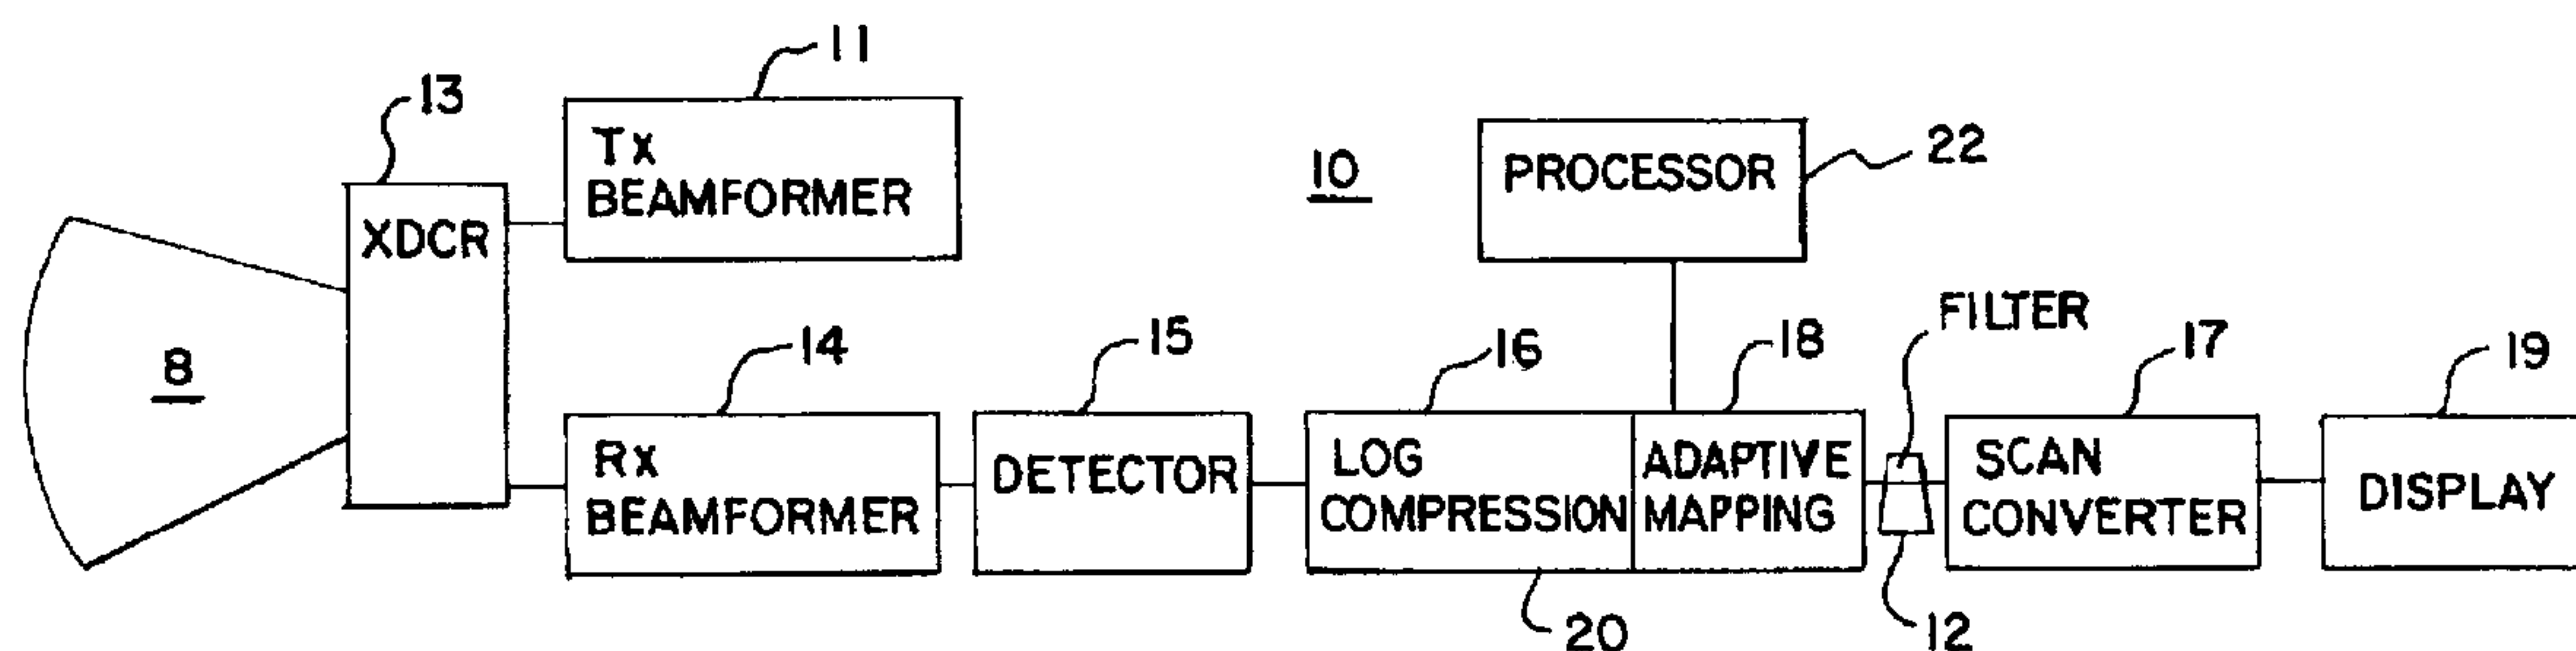 11
13
Tx
BEAMFORMER
10
PROCESSOR
22
XDCR
FILTER
8
14
15
16
18
17
19
Rx
BEAMFORMER
DETECTOR
LOG
COMPRESSION
ADAPTIVE
MAPPING
SCAN
CONVERTER
DISPLAY
20
12